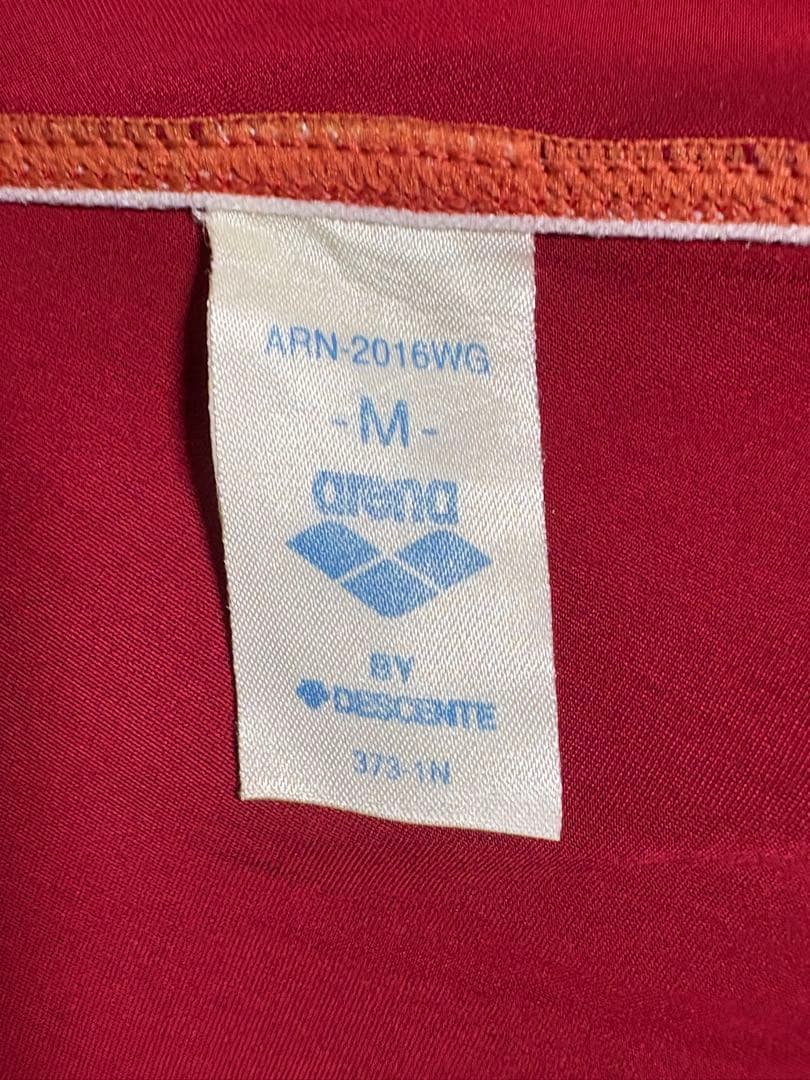 ARN-2016WG
-M-
arena
BY
DESCENTE
373-1N